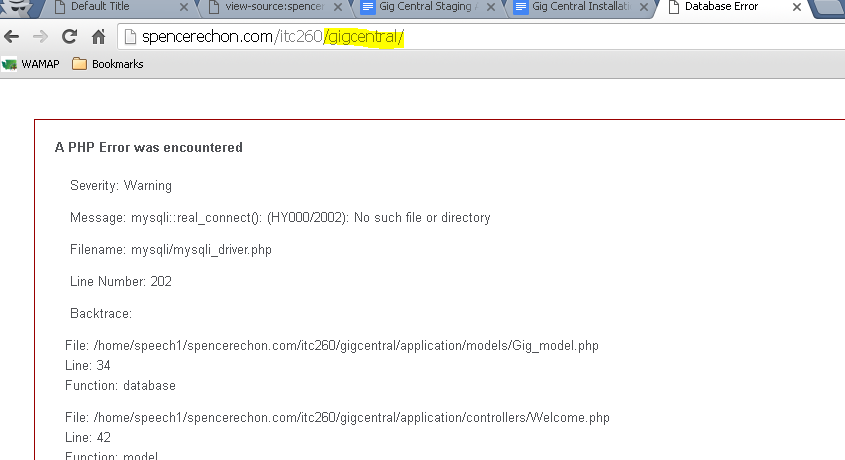 Default Title
view-source:spencer
Gig Central Staging
Gig Central Installati
Database Error
spencerechon.com/itc260/gigcentral/
WAMAP
Bookmarks
A PHP Error was encountered
Severity: Warning
Message: mysqli::real_connect(): (HY000/2002): No such file or directory
Filename: mysqli/mysqli_driver.php
Line Number: 202
Backtrace:
File: /home/speech1/spencerechon.com/itc260/gigcentral/application/models/Gig_model.php
Line: 34
Function: database
File: /home/speech1/spencerechon.com/itc260/gigcentral/application/controllers/Welcome.php
Line: 42
Function: model